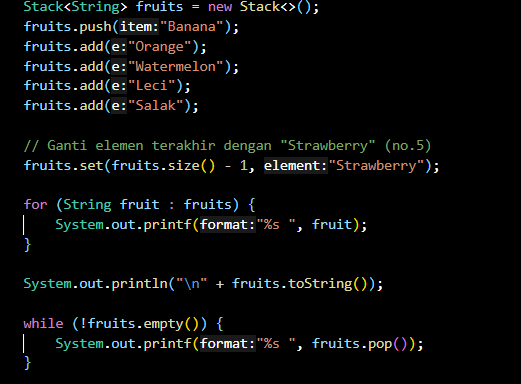 Stack<String> fruits = new Stack<>();
fruits.push(item:"Banana");
fruits.add(e:"Orange");
fruits.add(e:"Watermelon");
fruits.add(e:"Leci");
fruits.add(e:"Salak");
// Ganti elemen terakhir dengan "Strawberry" (no.5)
fruits.set(fruits.size() - 1, element:"Strawberry");
for (String fruit : fruits) {
System.out.printf(format:"%s ", fruit);
}
System.out.println("\n" + fruits.toString());
while (!fruits.empty()) {
System.out.printf(format:"%s ", fruits.pop());
}